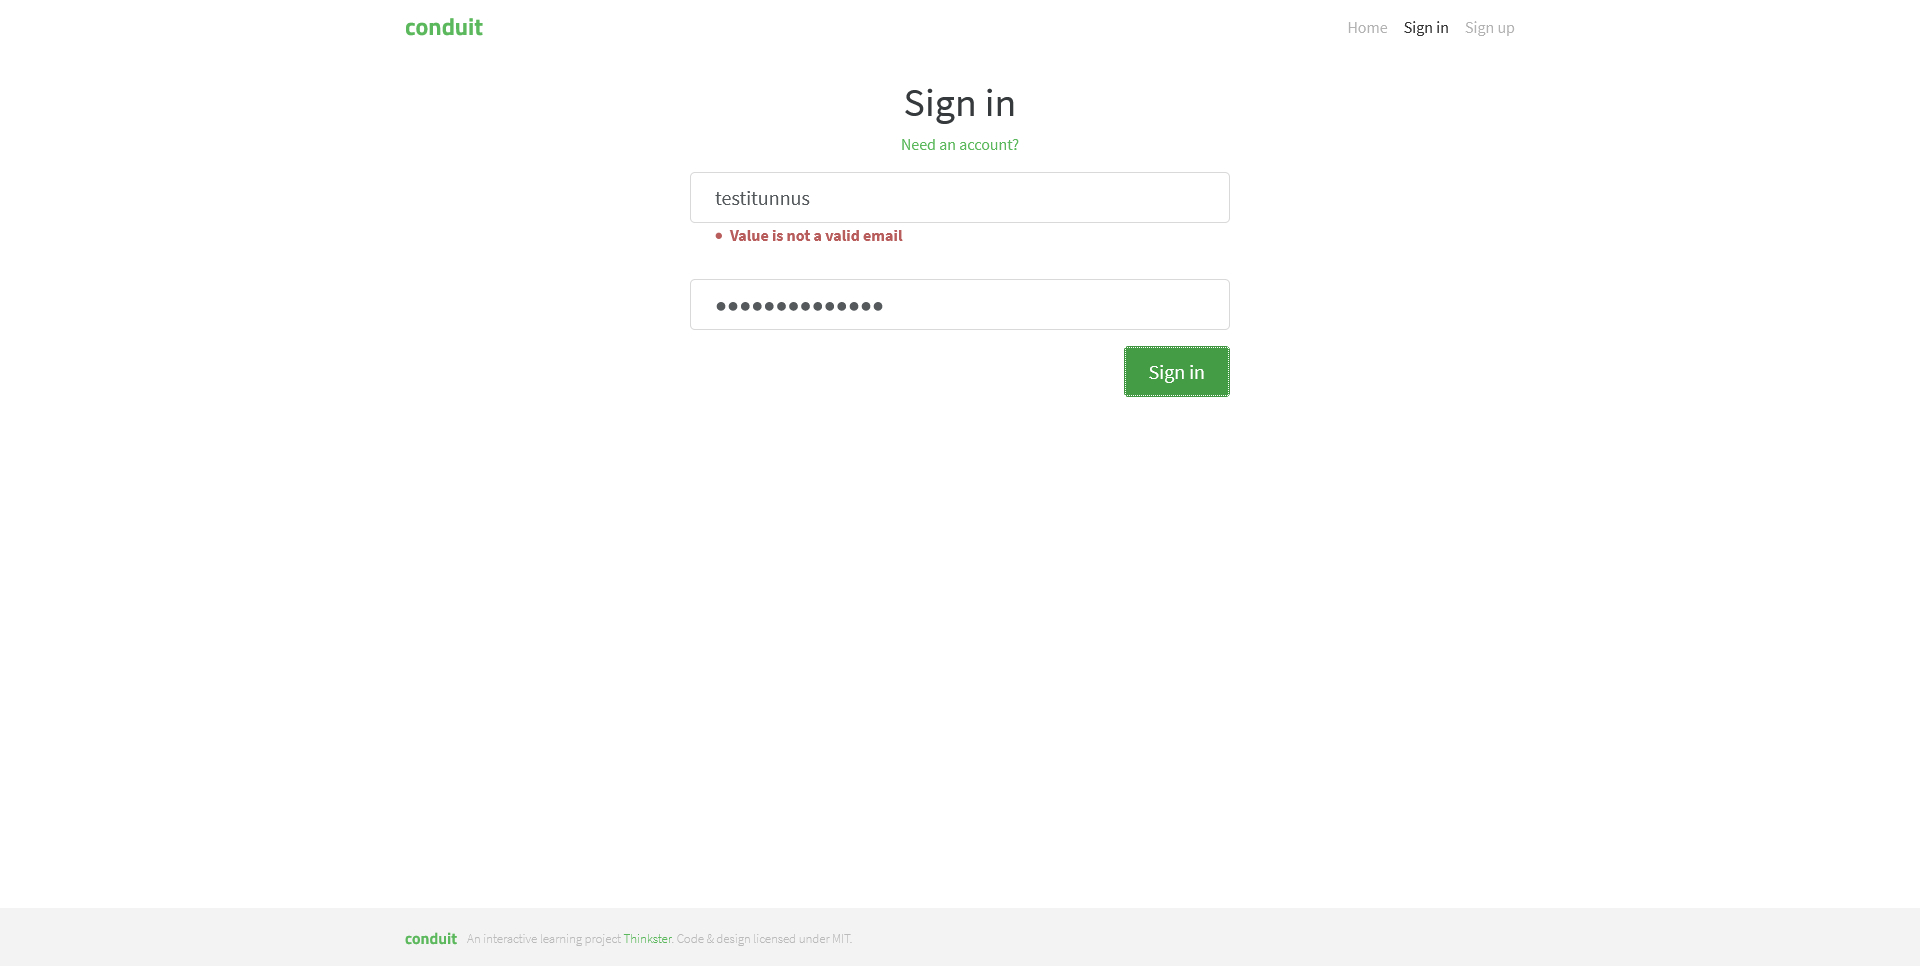 conduit
Home Sign in Sign up
Sign in
Need an account?
testitunnus
• Value is not a valid email
●●●●●●●●●●●●●●
Sign in
conduit An interactive learning project Thinkster. Code & design licensed under MIT.